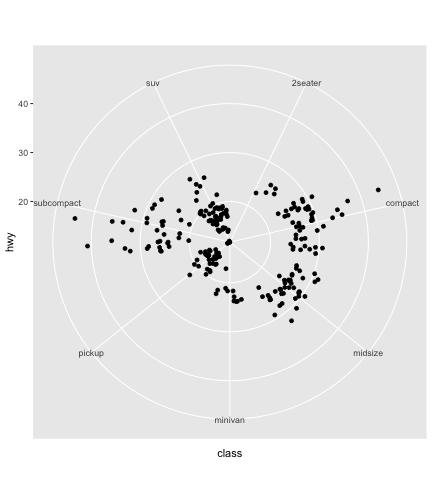 suv
2seater
40
30
20
subcompact
compact
hwy
pickup
midsize
minivan
class